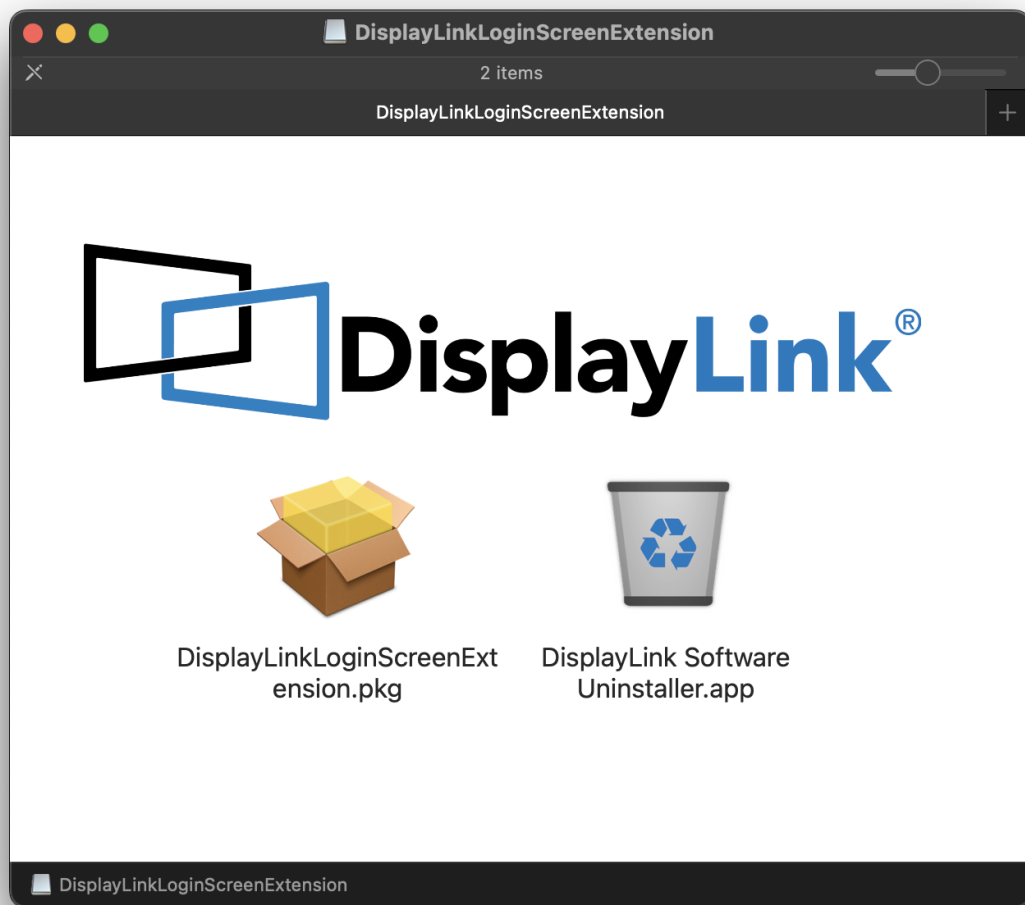 DisplayLinkLoginScreenExtension
2 items
DisplayLinkLoginScreenExtension
DisplayLink®
DisplayLinkLoginScreenExt
ension.pkg
DisplayLink Software
Uninstaller.app
DisplayLinkLoginScreenExtension